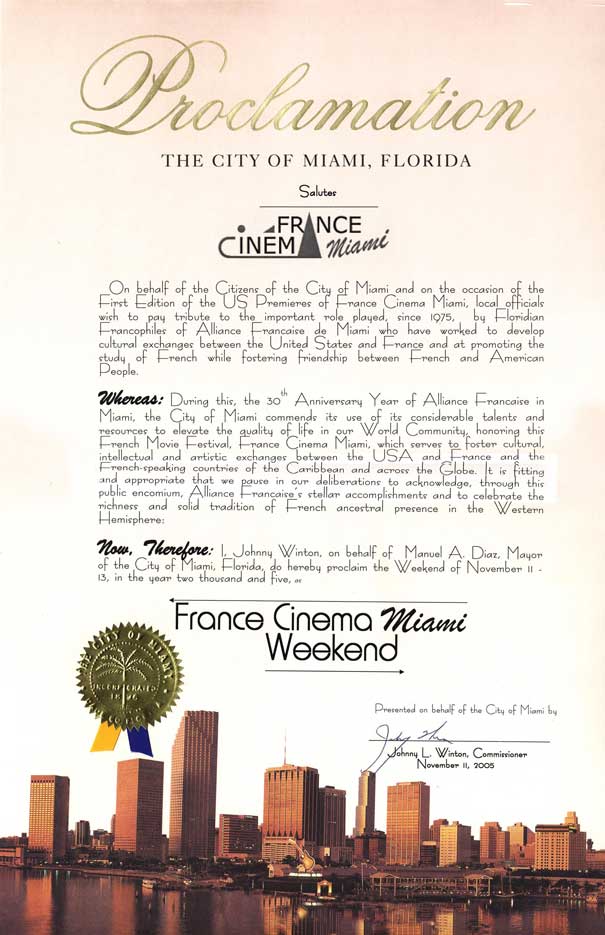 Proclamation
THE CITY OF MIAMI, FLORIDA
Salutes
FRANCE
CINÉMA Miami
On behalf of the Citizens of the City of Miami and on the occasion of the
First Edition of the US Premieres of France Cinema Miami, local officials
wish to pay tribute to the important role played, since 1975, by Floridian
Francophiles of Alliance Francaise de Miami who have worked to develop
cultural exchanges between the United States and France and at promoting the
study of French while fostering friendship between French and American
People.
Whereas: During this, the 30th Anniversary Year of Alliance Francaise in
Miami, the City of Miami commends its use of its considerable talents and
resources to elevate the quality of life in our World Community, honoring this
French Movie Festival, France Cinema Miami, which serves to foster cultural,
intellectual and artistic exchanges between the USA and France and the
French-speaking countries of the Caribbean and across the Globe. It is fitting
and appropriate that we pause in our deliberations to acknowledge, through this
public encomium, Alliance Francaise's stellar accomplishments and to celebrate the
richness and solid tradition of French ancestral presence in the Western
Hemisphere:
Now, Therefore: I, Johnny Winton, on behalf of Manuel A. Diaz, Mayor
of the City of Miami, Florida, do hereby proclaim the Weekend of November 11 -
13, in the year two thousand and five, as
France Cinema Miami
Weekend
THE CITY OF MIAMI
INCORPORATED
1896
Presented on behalf of the City of Miami by
Johnny L. Winton, Commissioner
November 11, 2005